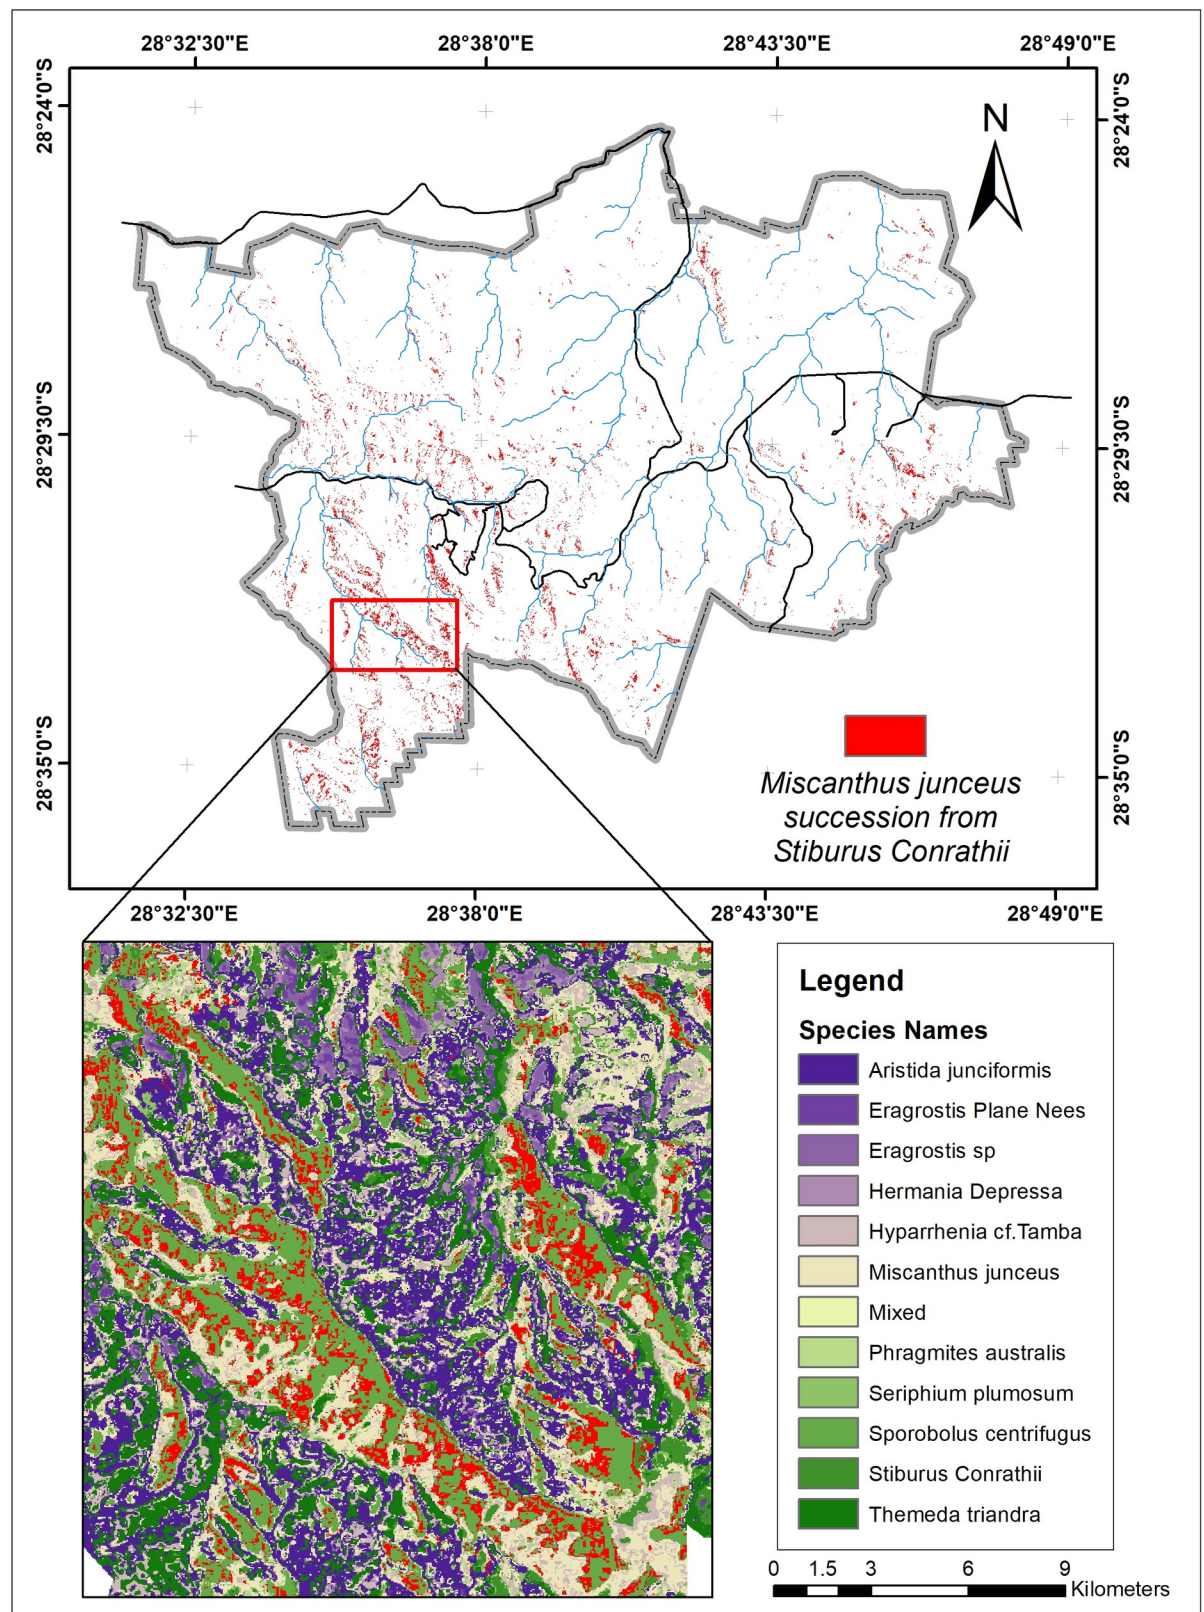 28°32'30"E
28°38'0"E
28°43'30"E
28°49'0"E
28°24'0"S
28°24'0"S
N
28°29'30"S
28°29'30"S
28°35'0"S
28°35'0"S
Miscanthus junceus
succession from
Stiburus Conrathii
28°32'30"E
28°38'0"E
28°43'30"E
28°49'0"E
Legend
Species Names
Aristida junciformis
Eragrostis Plane Nees
Eragrostis sp
Hermania Depressa
Hyparrhenia cf.Tamba
Miscanthus junceus
Mixed
Phragmites australis
Seriphium plumosum
Sporobolus centrifugus
Stiburus Conrathii
Themeda triandra
0 1.5 3 6 9
Kilometers